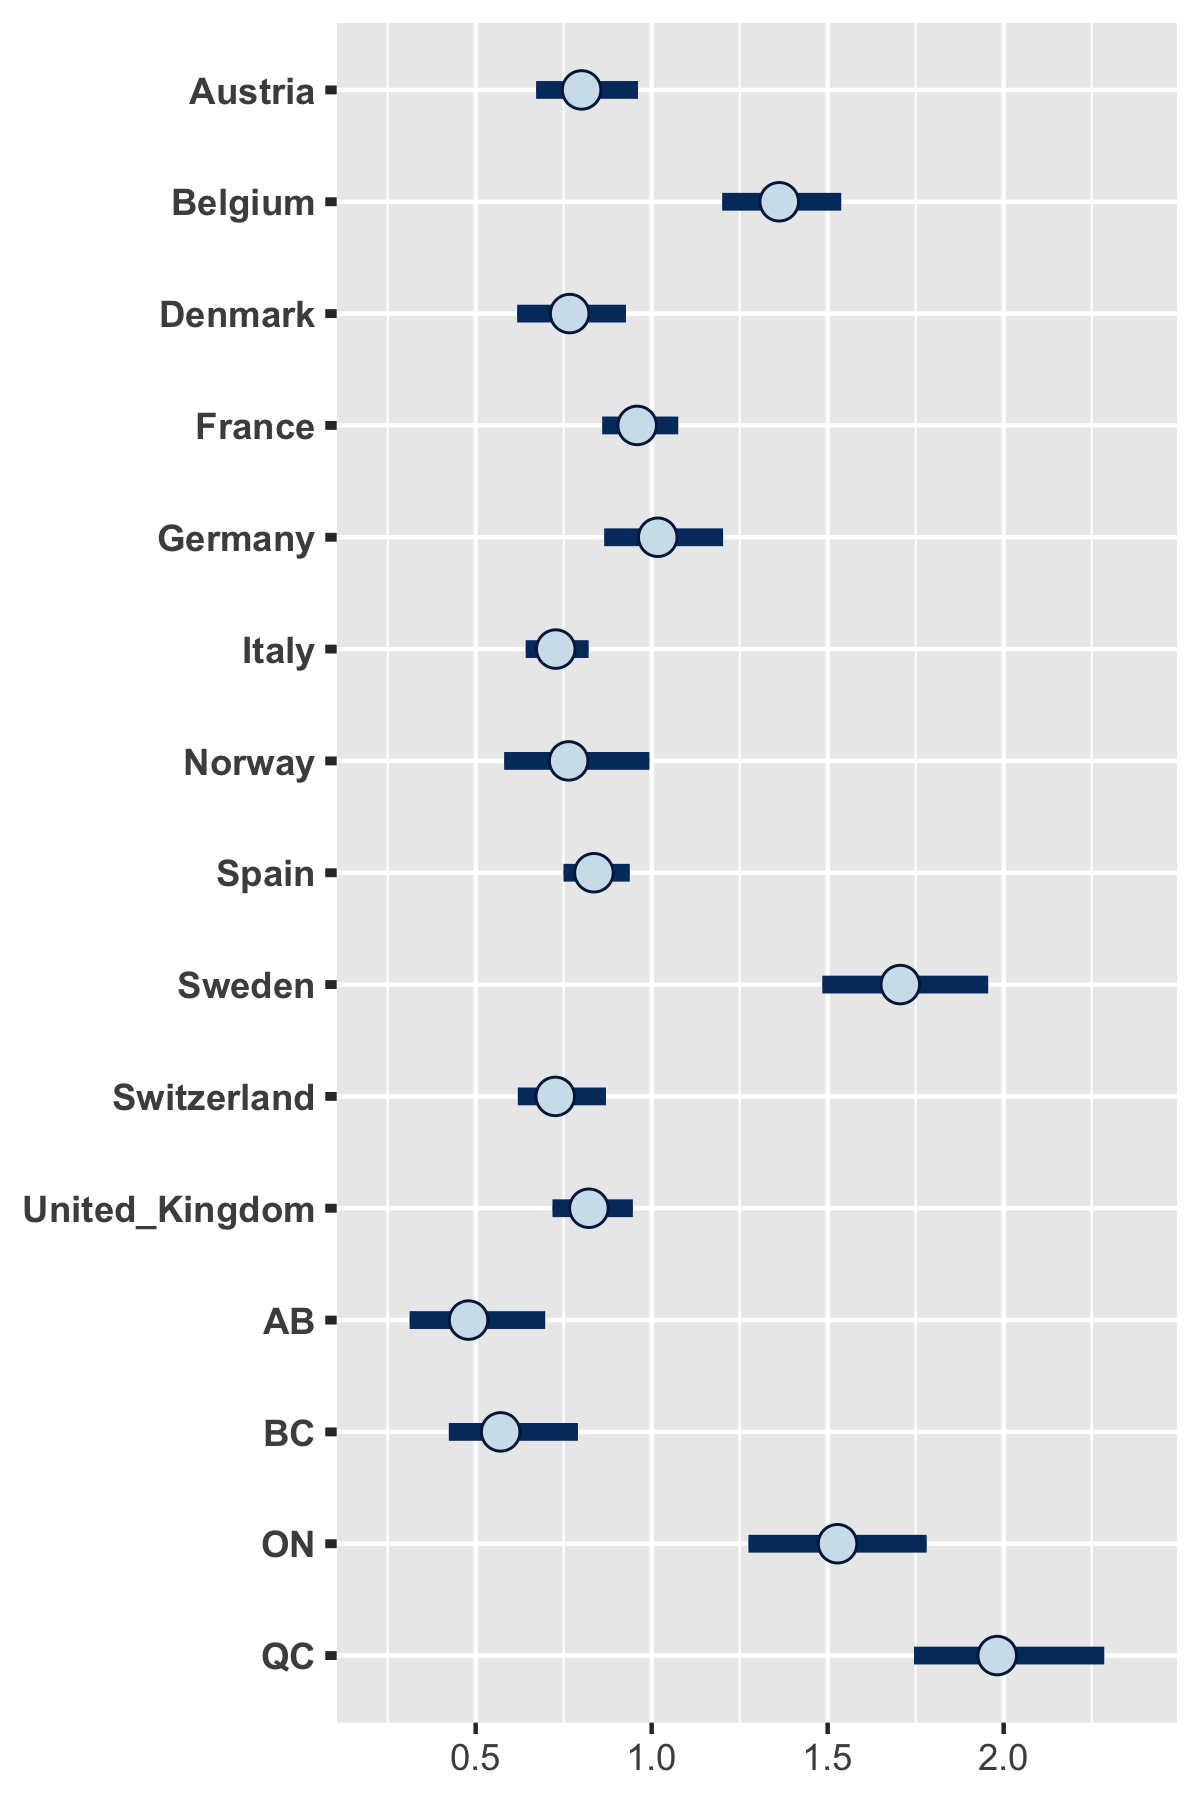 Austria
Belgium
Denmark
France
Germany
Italy
Norway
Spain
Sweden
Switzerland
United_Kingdom
AB
BC
ON
QC
0.5 1.0 1.5 2.0